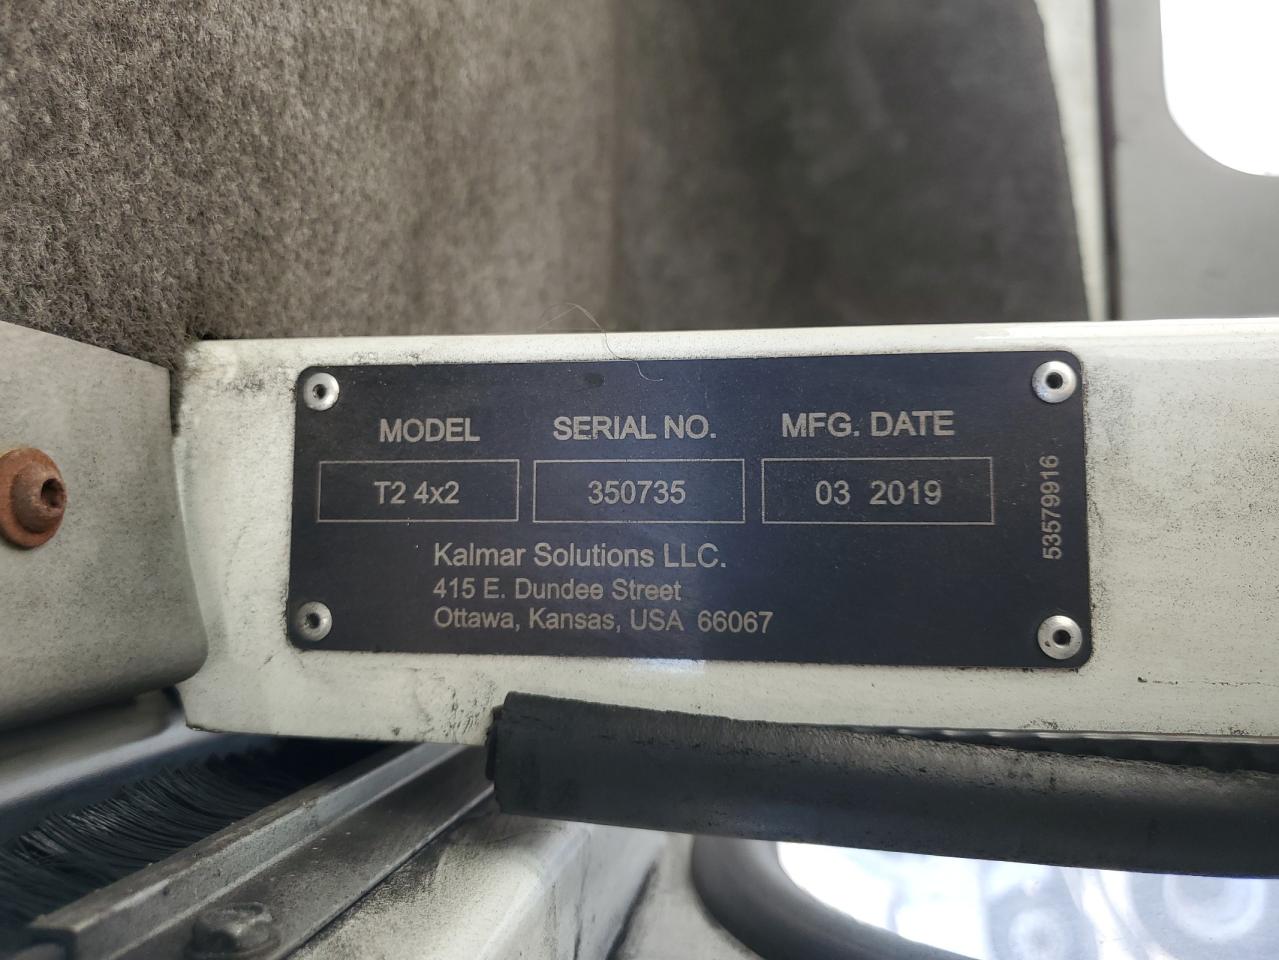 MODEL SERIAL NO. MFG. DATE
T2 4x2 350735 03 2019
Kalmar Solutions LLC.
415 E. Dundee Street
Ottawa, Kansas, USA 66067
53579916